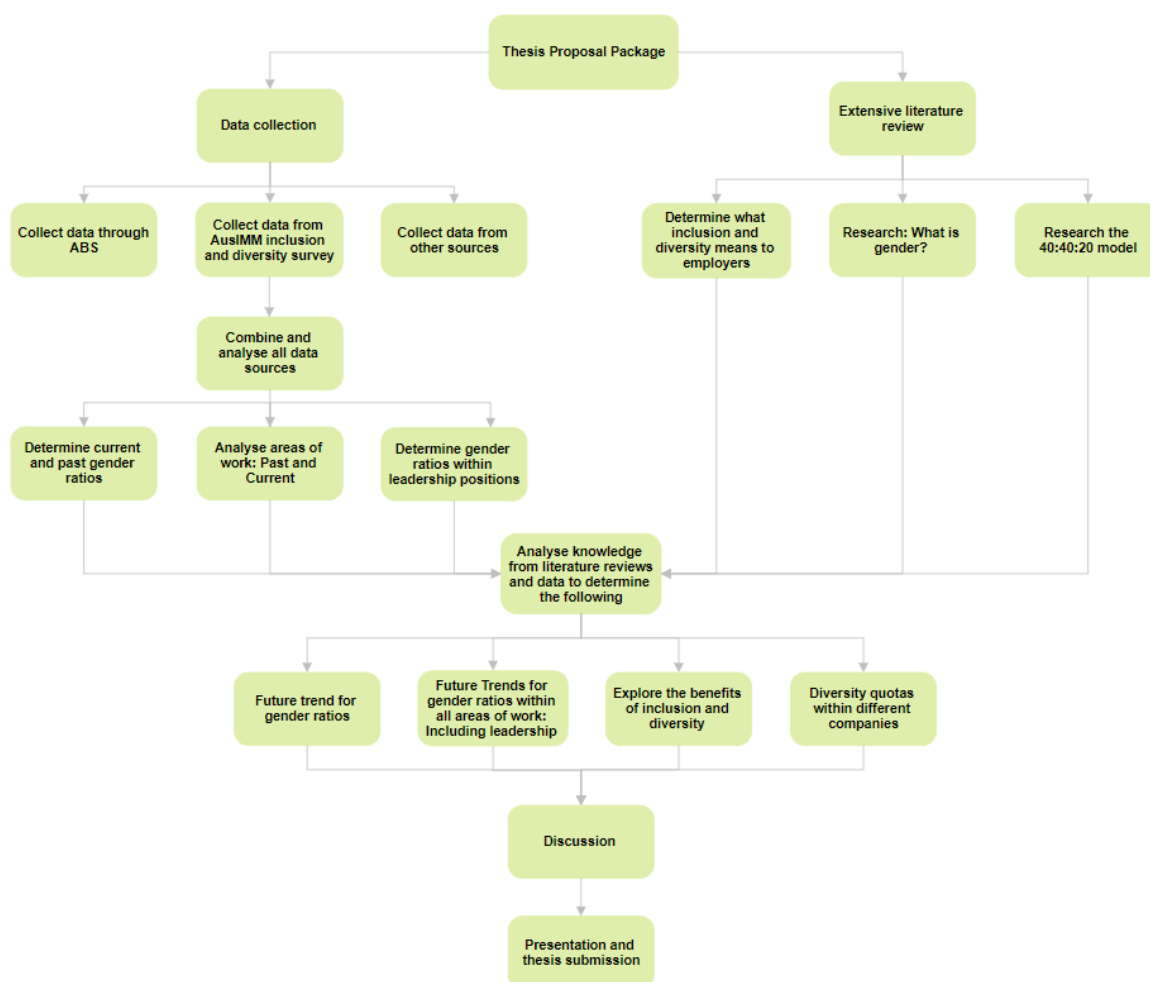 Thesis Proposal Package
Data collection
Extensive literature
review
Collect data through
ABS
Collect data from
AusIMM inclusion
and diversity survey
Collect data from
other sources
Determine what
inclusion and
diversity means to
employers
Research: What is
gender?
Research the
40:40:20 model
Combine and
analyse all data
sources
Determine current
and past gender
ratios
Analyse areas of
work: Past and
Current
Determine gender
ratios within
leadership positions
Analyse knowledge
from literature reviews
and data to determine
the following
Future trend for
gender ratios
Future Trends for
gender ratios within
all areas of work:
Including leadership
Explore the benefits
of inclusion and
diversity
Diversity quotas
within different
companies
Discussion
Presentation and
thesis submission